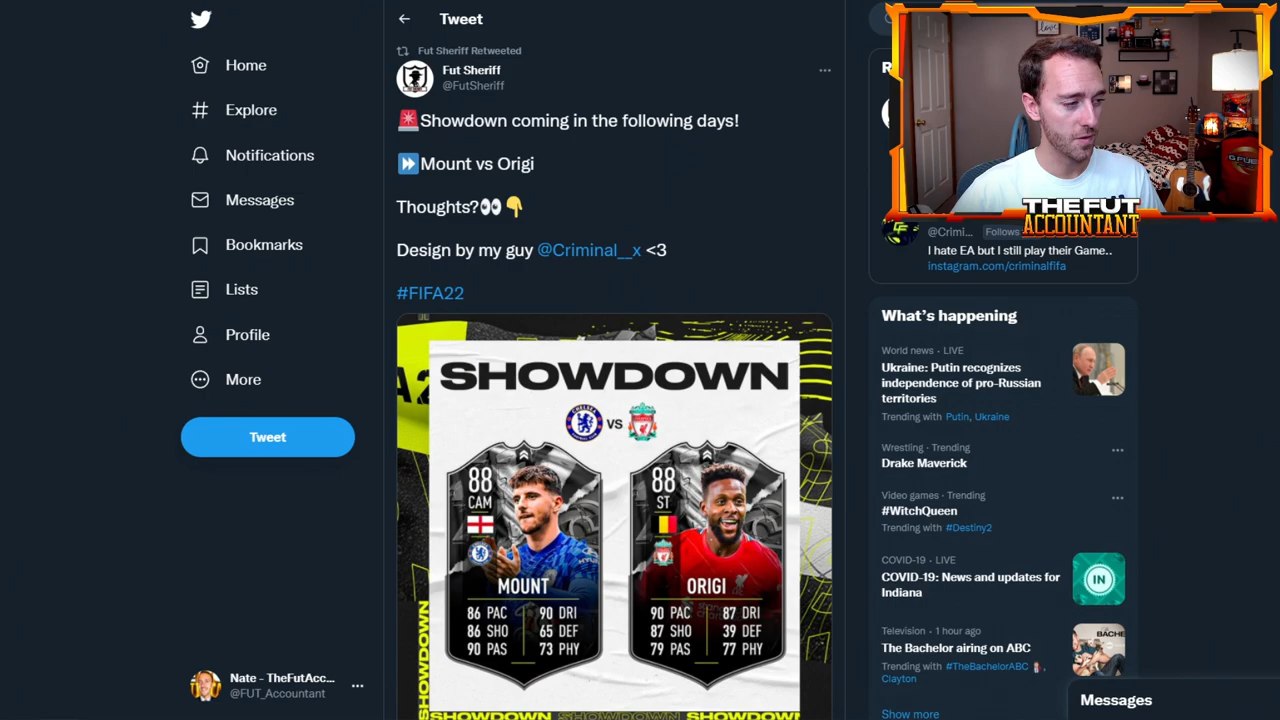 Home
Explore
Notifications
Messages
Bookmarks
Lists
Profile
More
Tweet
Nate - TheFutAcc...
@FUT_Accountant
Tweet
Fut Sheriff Retweeted
Fut Sheriff
@FutSheriff
🚨Showdown coming in the following days!
⏩Mount vs Origi
Thoughts?👀👇
Design by my guy @Criminal__x <3
#FIFA22
SHOWDOWN
VS
88
CAM
MOUNT
86 PAC 90 DRI
86 SHO 65 DEF
90 PAS 73 PHY
88
ST
ORIGI
90 PAC 87 DRI
87 SHO 39 DEF
79 PAS 77 PHY
SHOWDOWN
SHOWDOWN SHOWDOWN SHOWDOWN
THE FUT
ACCOUNTANT
@Crimi... Follows
I hate EA but I still play their Game..
instagram.com/criminalfifa
What's happening
World news · LIVE
Ukraine: Putin recognizes
independence of pro-Russian
territories
Trending with Putin, Ukraine
Wrestling · Trending
Drake Maverick
Video games · Trending
#WitchQueen
Trending with #Destiny2
COVID-19 · LIVE
COVID-19: News and updates for
Indiana
IN
Television · 1 hour ago
The Bachelor airing on ABC
Trending with #TheBachelorABC🌹,
Clayton
Show more
Messages